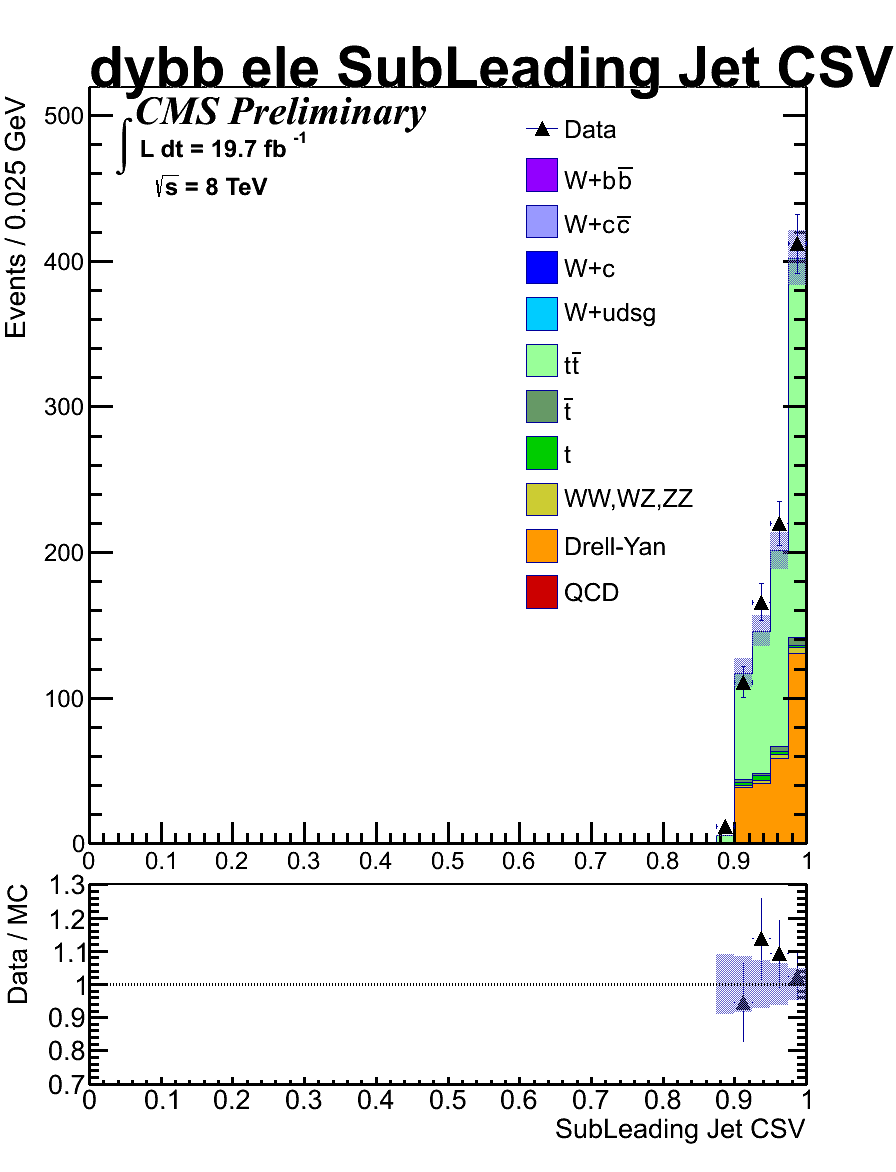 dybb ele SubLeading Jet CSV
CMS Preliminary
∫ L dt = 19.7 fb -1
√s = 8 TeV
Events / 0.025 GeV
500
400
300
200
100
0
Data
W+bb̅
W+cc̅
W+c
W+udsg
tt̅
t̅
t
WW,WZ,ZZ
Drell-Yan
QCD
0 0.1 0.2 0.3 0.4 0.5 0.6 0.7 0.8 0.9 1
Data / MC
1.3
1.2
1.1
1
0.9
0.8
0.7
0 0.1 0.2 0.3 0.4 0.5 0.6 0.7 0.8 0.9 1
SubLeading Jet CSV